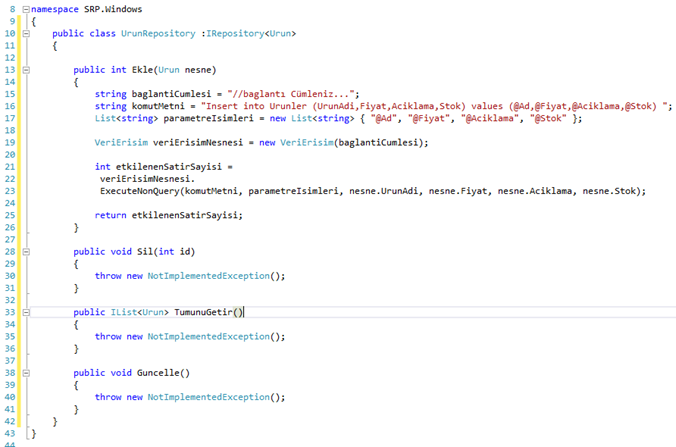 8 namespace SRP.Windows
9 {
10 public class UrunRepository :IRepository<Urun>
11 {
12
13 public int Ekle(Urun nesne)
14 {
15 string baglantiCumlesi = "//baglantı Cümleniz...";
16 string komutMetni = "Insert into Urunler (UrunAdi,Fiyat,Aciklama,Stok) values (@Ad,@Fiyat,@Aciklama,@Stok) ";
17 List<string> parametreIsimleri = new List<string> { "@Ad", "@Fiyat", "@Aciklama", "@Stok" };
18
19 VeriErisim veriErisimNesnesi = new VeriErisim(baglantiCumlesi);
20
21 int etkilenenSatirSayisi =
22 veriErisimNesnesi.
23 ExecuteNonQuery(komutMetni, parametreIsimleri, nesne.UrunAdi, nesne.Fiyat, nesne.Aciklama, nesne.Stok);
24
25 return etkilenenSatirSayisi;
26 }
27
28 public void Sil(int id)
29 {
30 throw new NotImplementedException();
31 }
32
33 public IList<Urun> TumunuGetir()
34 {
35 throw new NotImplementedException();
36 }
37
38 public void Guncelle()
39 {
40 throw new NotImplementedException();
41 }
42 }
43 }
44